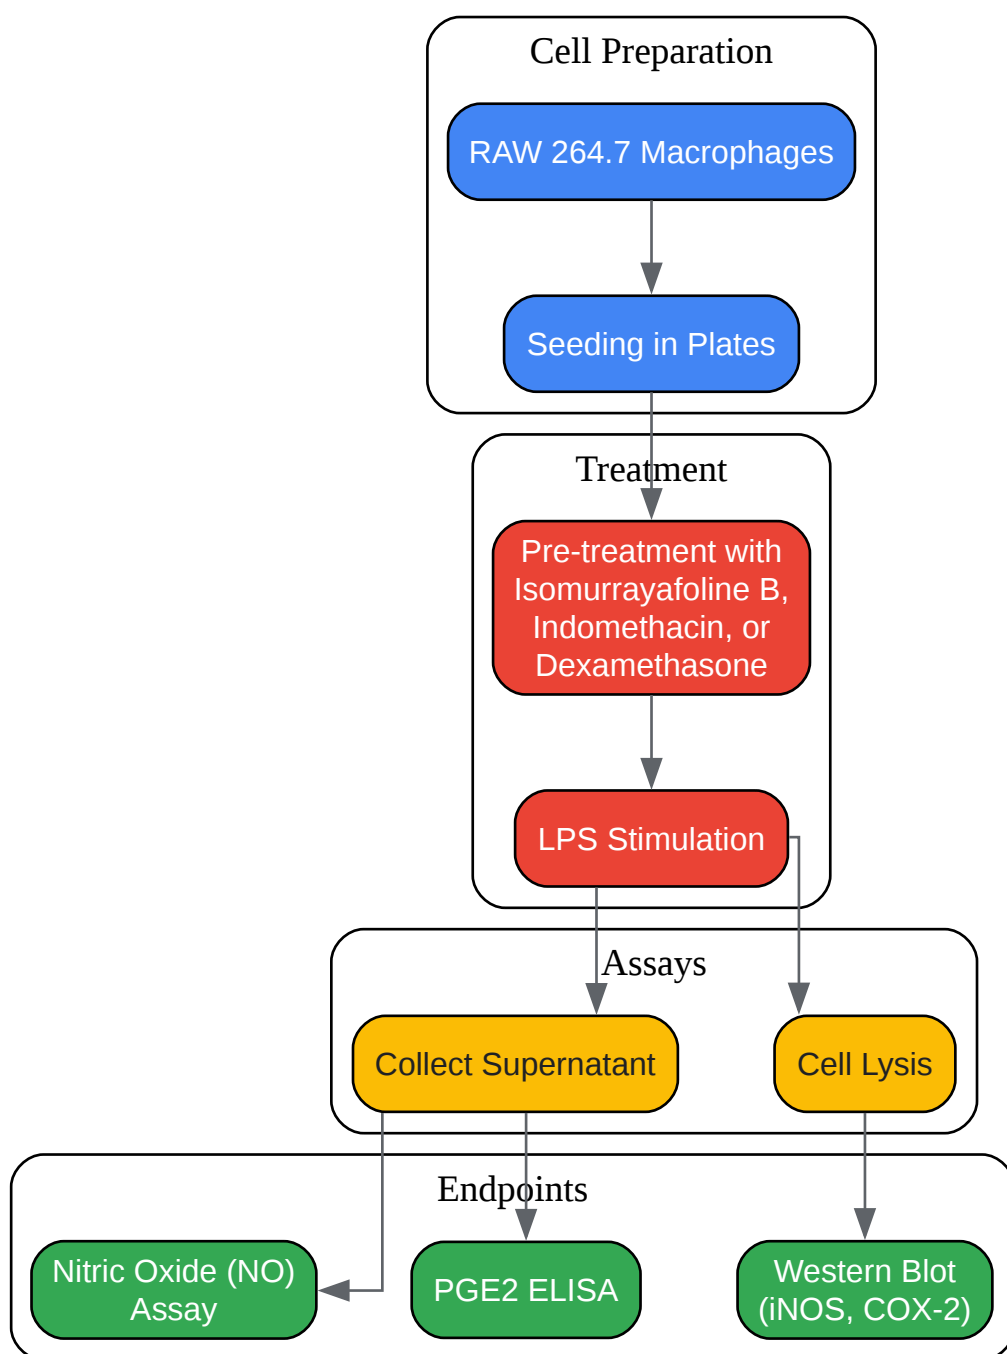 Cell Preparation
RAW 264.7 Macrophages
Seeding in Plates
Treatment
Pre-treatment with
Isomurrayafoline B,
Indomethacin, or
Dexamethasone
LPS Stimulation
Assays
Collect Supernatant
Cell Lysis
Endpoints
Nitric Oxide (NO)
Assay
PGE2 ELISA
Western Blot
(iNOS, COX-2)